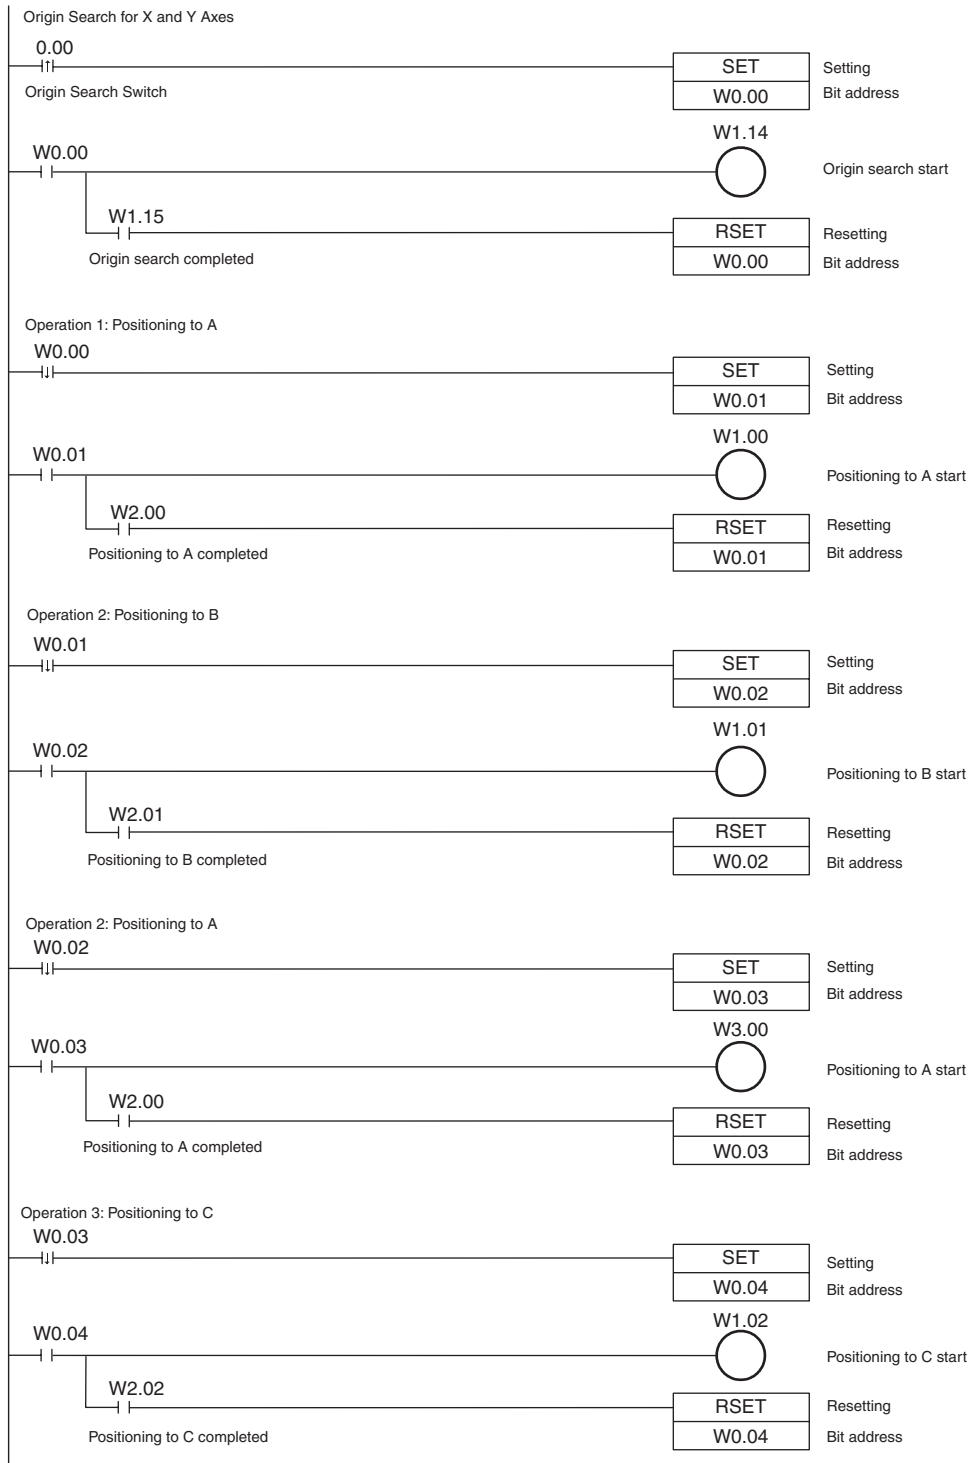 Origin Search for X and Y Axes
0.00
SET
Setting
Origin Search Switch
W0.00
Bit address
W1.14
W0.00
Origin search start
W1.15
RSET
Resetting
Origin search completed
W0.00
Bit address
Operation 1: Positioning to A
W0.00
SET
Setting
W0.01
Bit address
W1.00
W0.01
Positioning to A start
W2.00
RSET
Resetting
Positioning to A completed
W0.01
Bit address
Operation 2: Positioning to B
W0.01
SET
Setting
W0.02
Bit address
W1.01
W0.02
Positioning to B start
W2.01
RSET
Resetting
Positioning to B completed
W0.02
Bit address
Operation 2: Positioning to A
W0.02
SET
Setting
W0.03
Bit address
W3.00
W0.03
Positioning to A start
W2.00
RSET
Resetting
Positioning to A completed
W0.03
Bit address
Operation 3: Positioning to C
W0.03
SET
Setting
W0.04
Bit address
W1.02
W0.04
Positioning to C start
W2.02
RSET
Resetting
Positioning to C completed
W0.04
Bit address